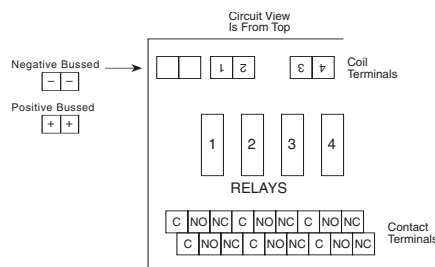 Circuit View
Is From Top
Negative Bussed
– –
Positive Bussed
+ +
1 2 3 4
Coil
Terminals
1 2 3 4
RELAYS
C NO NC C NO NC C NO NC
C NO NC C NO NC C NO NC
Contact
Terminals